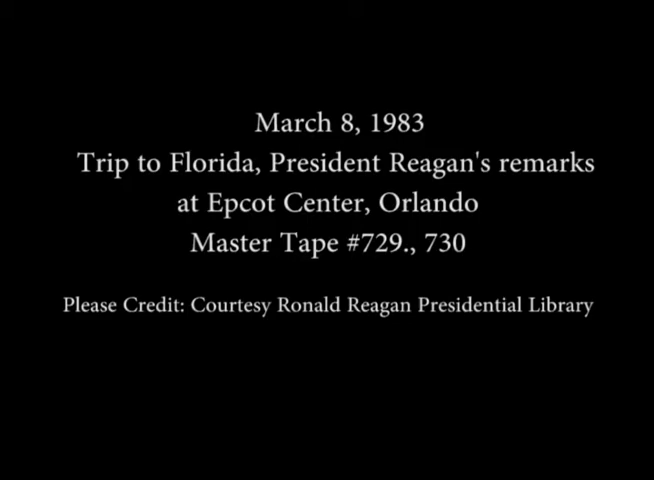 March 8, 1983
Trip to Florida, President Reagan's remarks
at Epcot Center, Orlando
Master Tape #729., 730
Please Credit: Courtesy Ronald Reagan Presidential Library